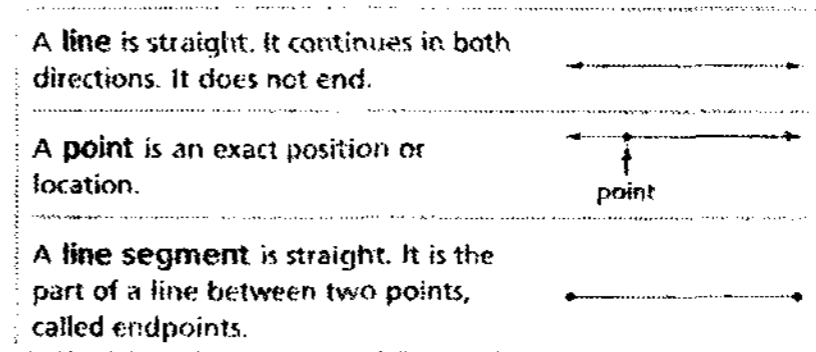 A line is straight. It continues in both
directions. It does not end.
A point is an exact position or
location.
point
A line segment is straight. It is the
part of a line between two points,
called endpoints.